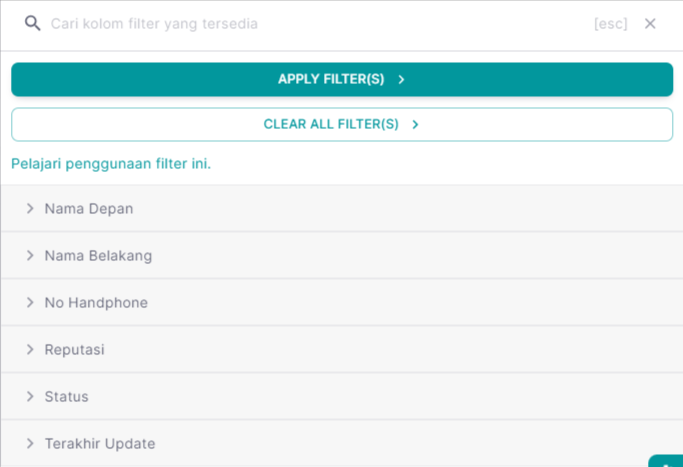 Cari kolom filter yang tersedia [esc]
APPLY FILTER(S)
CLEAR ALL FILTER(S)
Pelajari penggunaan filter ini.
Nama Depan
Nama Belakang
No Handphone
Reputasi
Status
Terakhir Update